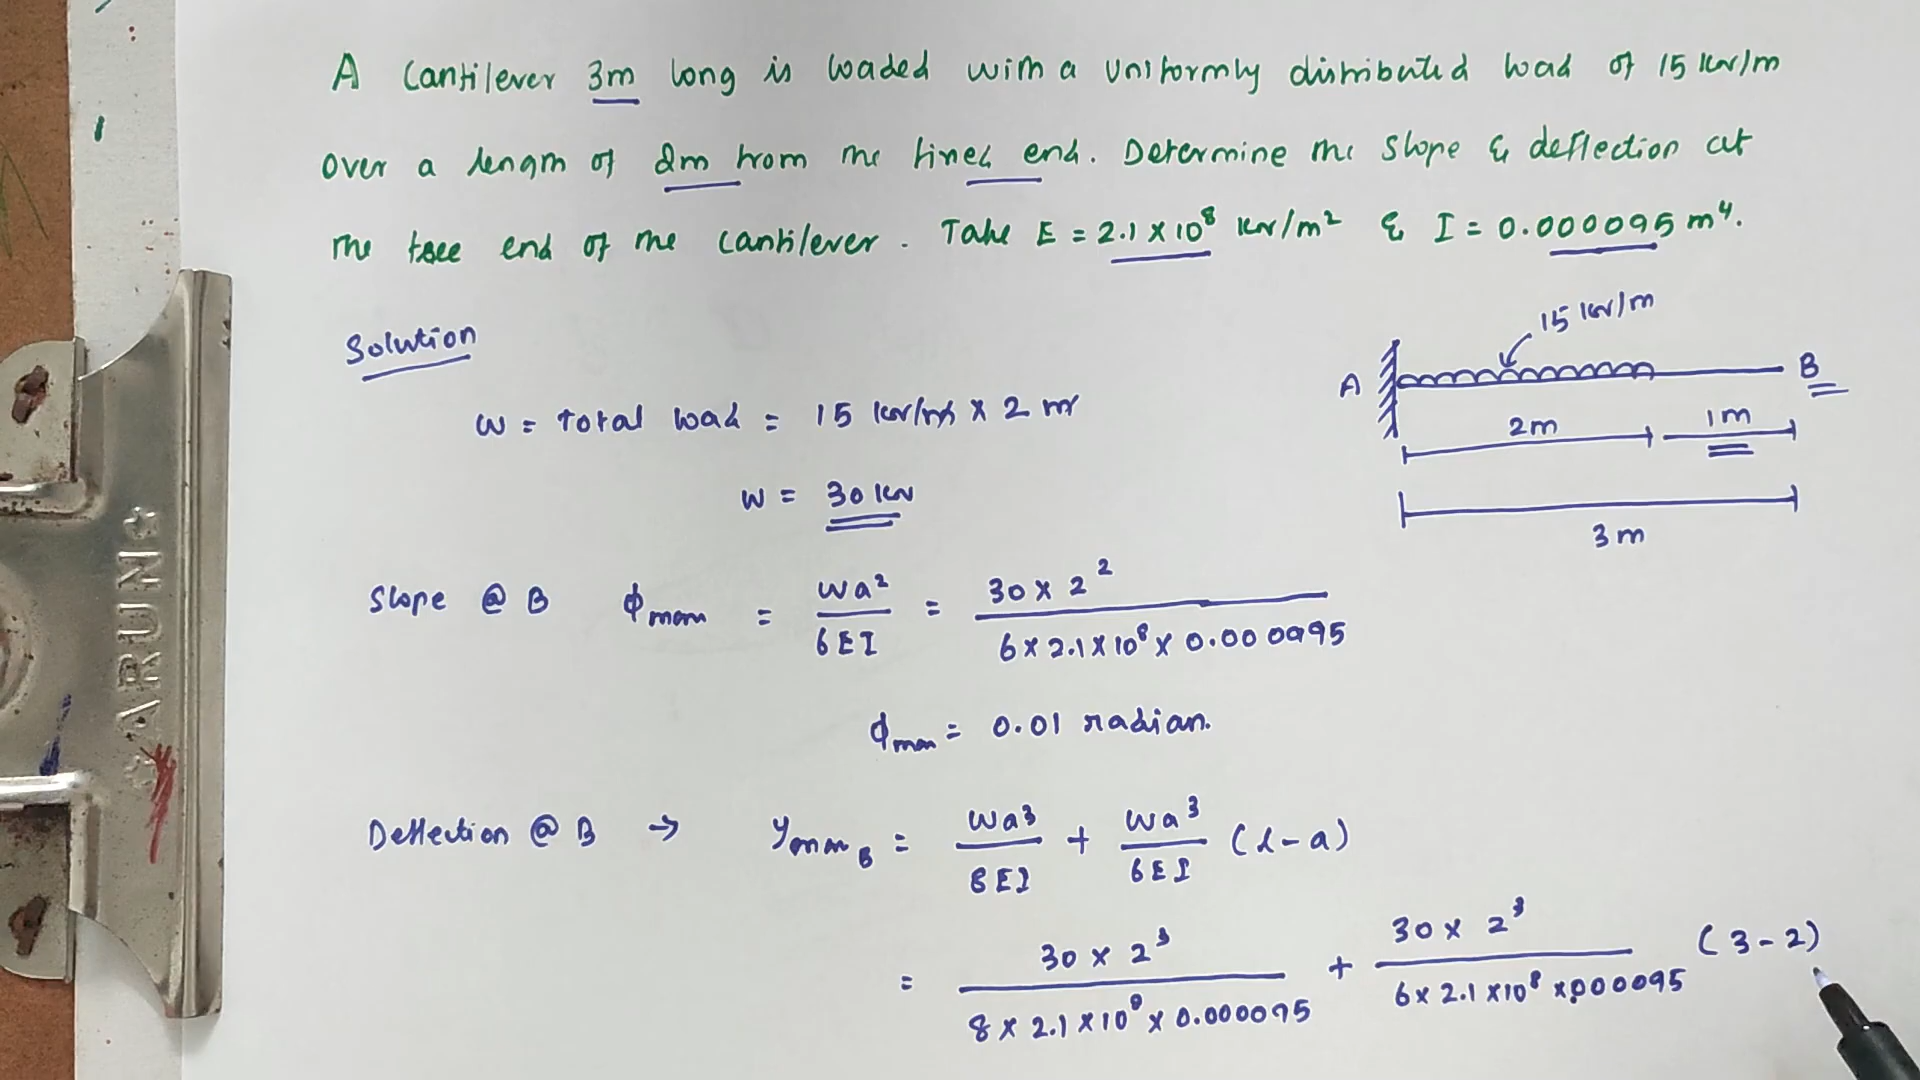 A cantilever 3m long is loaded with a uniformly distributed load of 15 kN/m
over a length of 2m from the fixed end. Determine the slope & deflection at
the free end of the cantilever. Take E = 2.1 x 10⁸ kN/m² & I = 0.000095 m⁴.
Solution
15 kN/m
A
B
2m
1m
3m
W = Total load = 15 kN/m x 2 m
W = 30 kN
Slope @ B ϕmax = Wa²/6EI = 30 x 2²/6 x 2.1 x 10⁸ x 0.000095
ϕmax = 0.01 radian.
Deflection @ B → ymax B = Wa³/8EI + Wa³/6EI (l-a)
= 30 x 2³/8 x 2.1 x 10⁸ x 0.000095 + 30 x 2³/6 x 2.1 x 10⁸ x 0.000095 (3-2)
ARUN